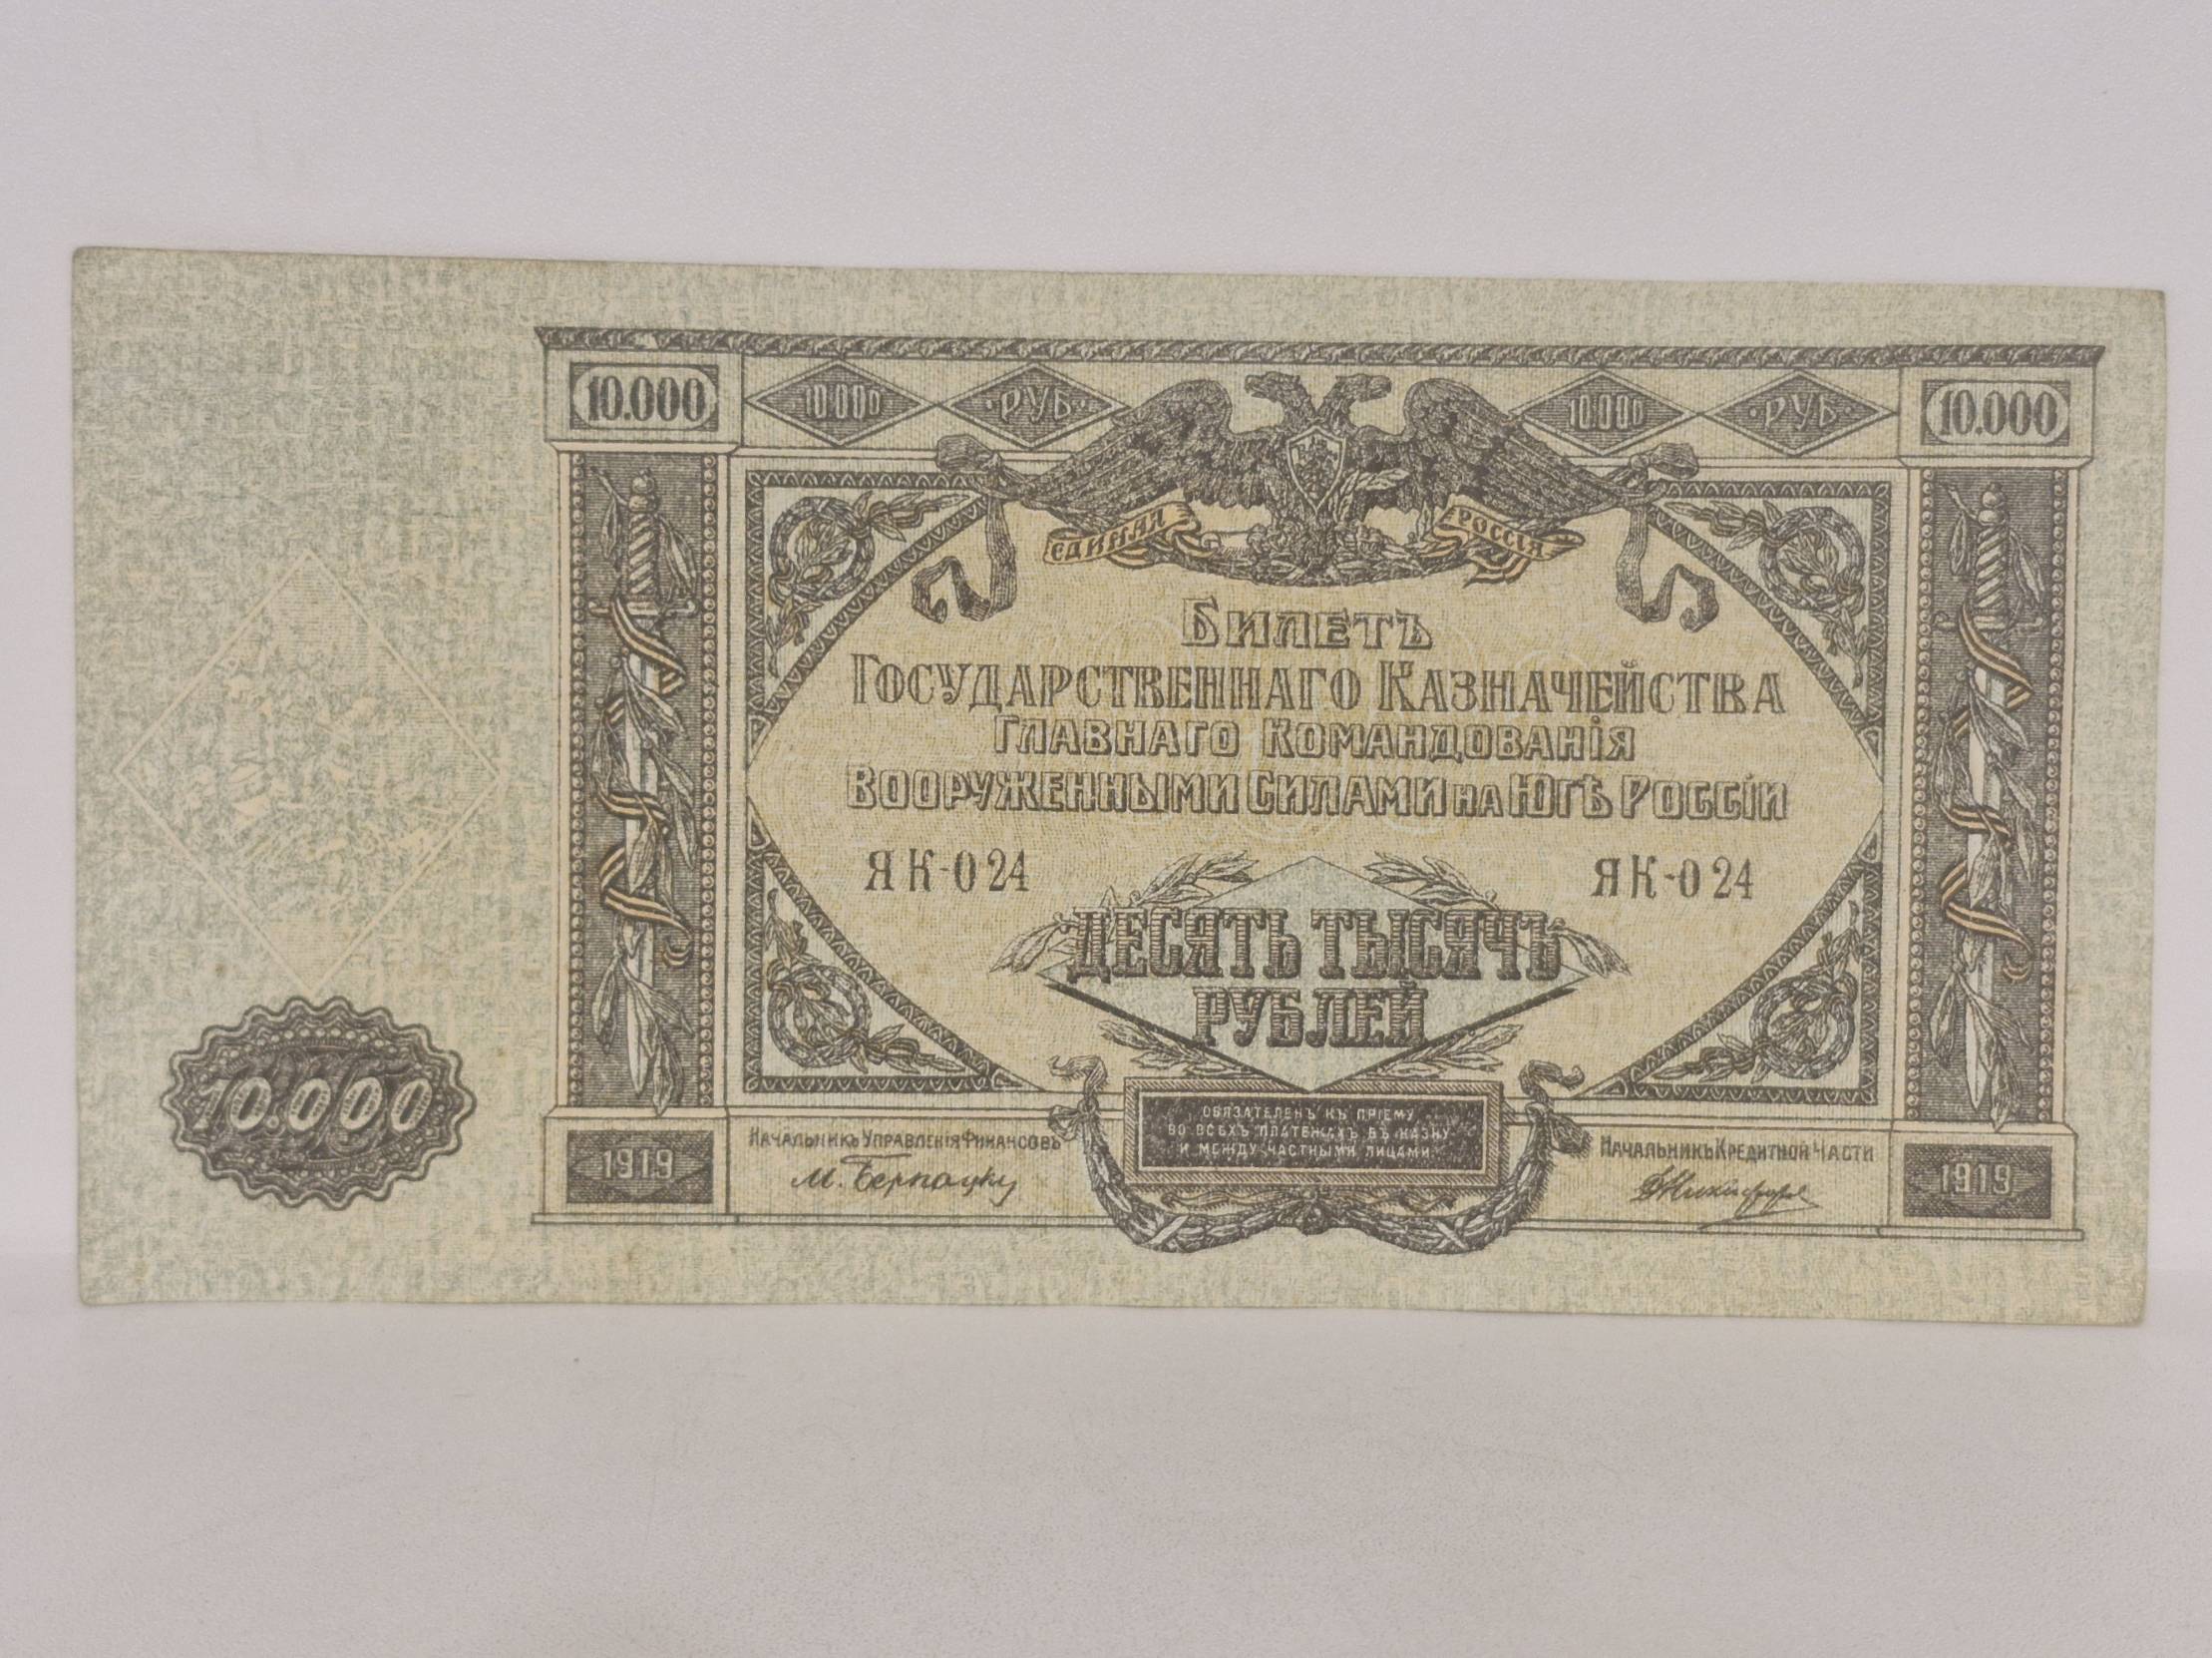 10.000 10.000 РУБ 10.000 РУБ 10.000
ЕДИНАЯ РОССІЯ
БИЛЕТЪ
ГОСУДАРСТВЕННАГО КАЗНАЧЕЙСТВА
ГЛАВНАГО КОМАНДОВАНІЯ
ВООРУЖЕННЫМИ СИЛАМИ НА ЮГѢ РОССІИ
ЯК-024 ЯК-024
ДЕСЯТЬ ТЫСЯЧЪ
РУБЛЕЙ
10.000
ОБЯЗАТЕЛЕНЪ КЪ ПРІЕМУ
ВО ВСѢХЪ ПЛАТЕЖАХЪ ВЪ КАЗНУ
И МЕЖДУ ЧАСТНЫМИ ЛИЦАМИ
НАЧАЛЬНИКЪ УПРАВЛЕНІЯ ФИНАНСОВЪ
М. Бернацкій
НАЧАЛЬНИКЪ КРЕДИТНОЙ ЧАСТИ
1919 1919